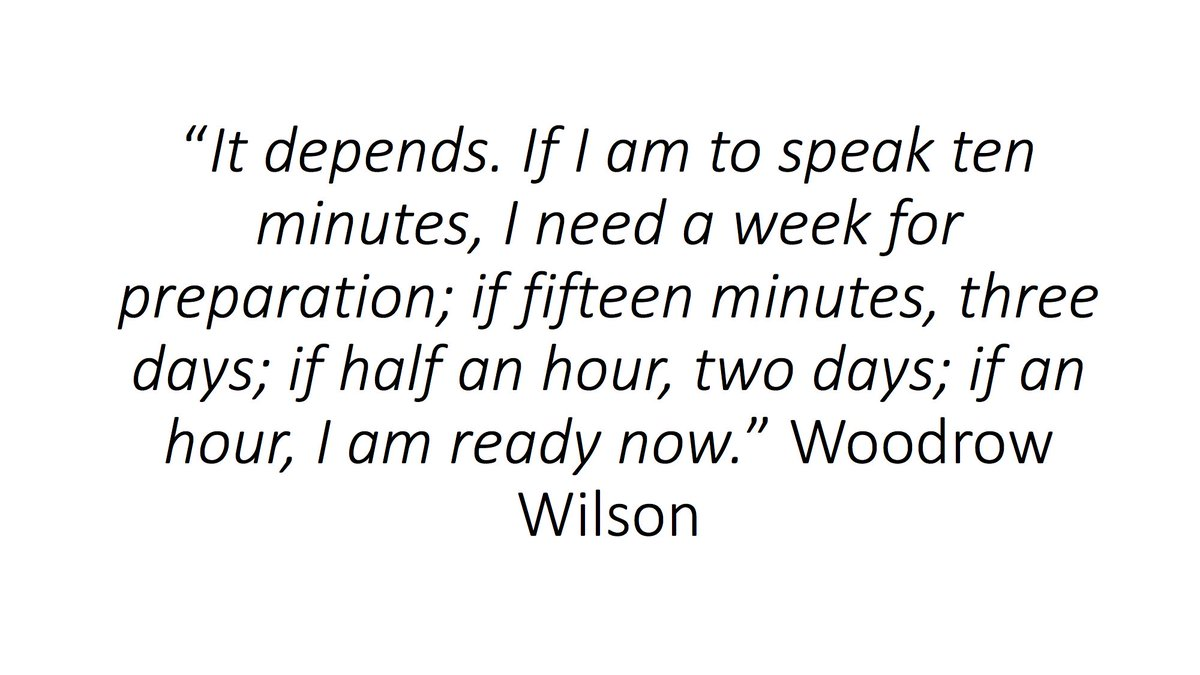 “It depends. If I am to speak ten
minutes, I need a week for
preparation; if fifteen minutes, three
days; if half an hour, two days; if an
hour, I am ready now.” Woodrow
Wilson